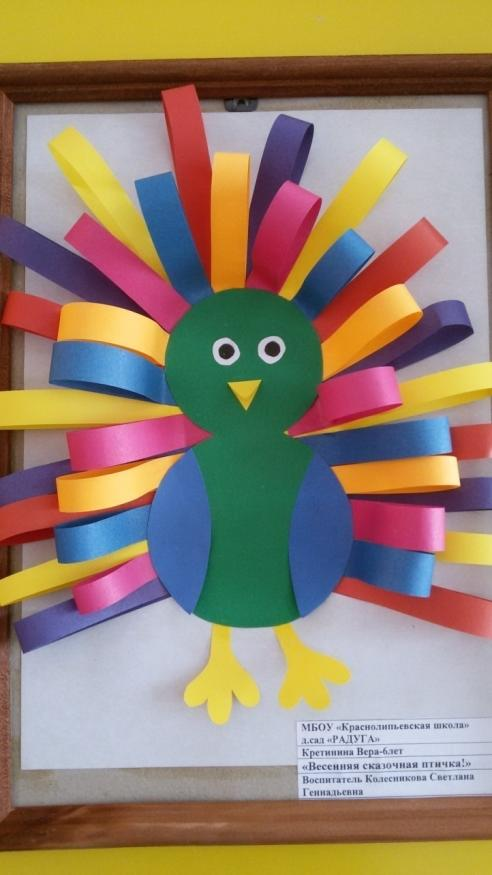 МБОУ «Краснолипьевская школа»
д.сад «РАДУГА»
Кретинина Вера-6лет
«Весенняя сказочная птичка!»
Воспитатель Колесникова Светлана
Геннадьевна